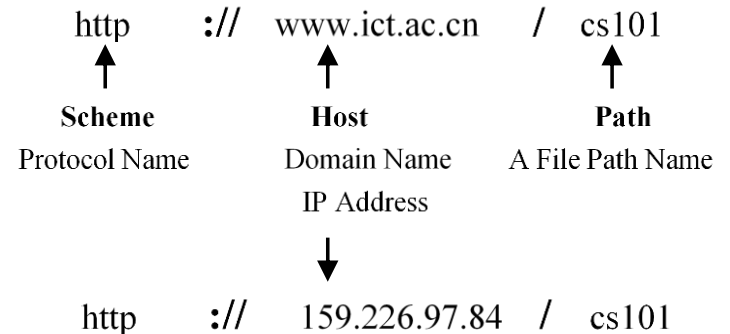 http :// www.ict.ac.cn / cs101
Scheme Host Path
Protocol Name Domain Name A File Path Name
IP Address
http :// 159.226.97.84 / cs101